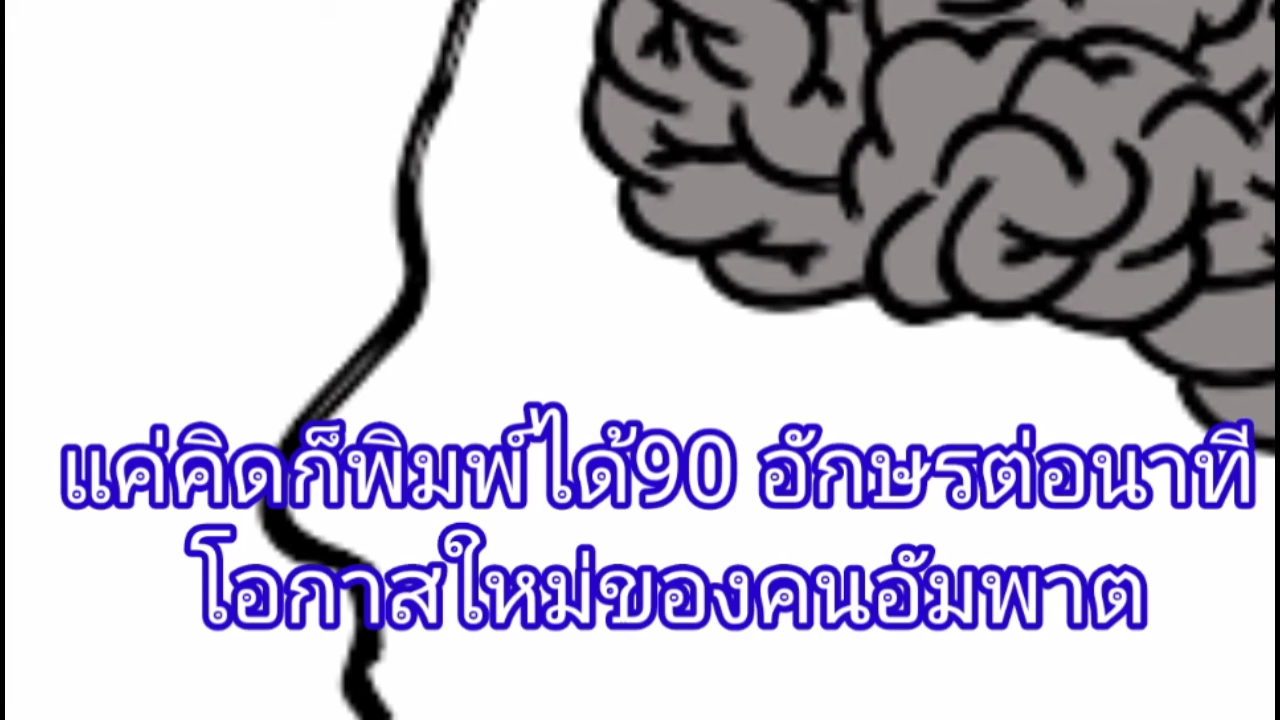 แค่คิดก็พิมพ์ได้90 อักษรต่อนาที
โอกาสใหม่ของคนอัมพาต